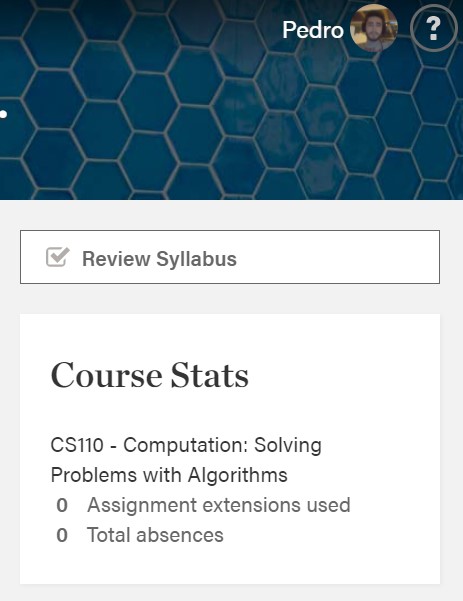 Pedro ?
Review Syllabus
Course Stats
CS110 - Computation: Solving
Problems with Algorithms
0 Assignment extensions used
0 Total absences